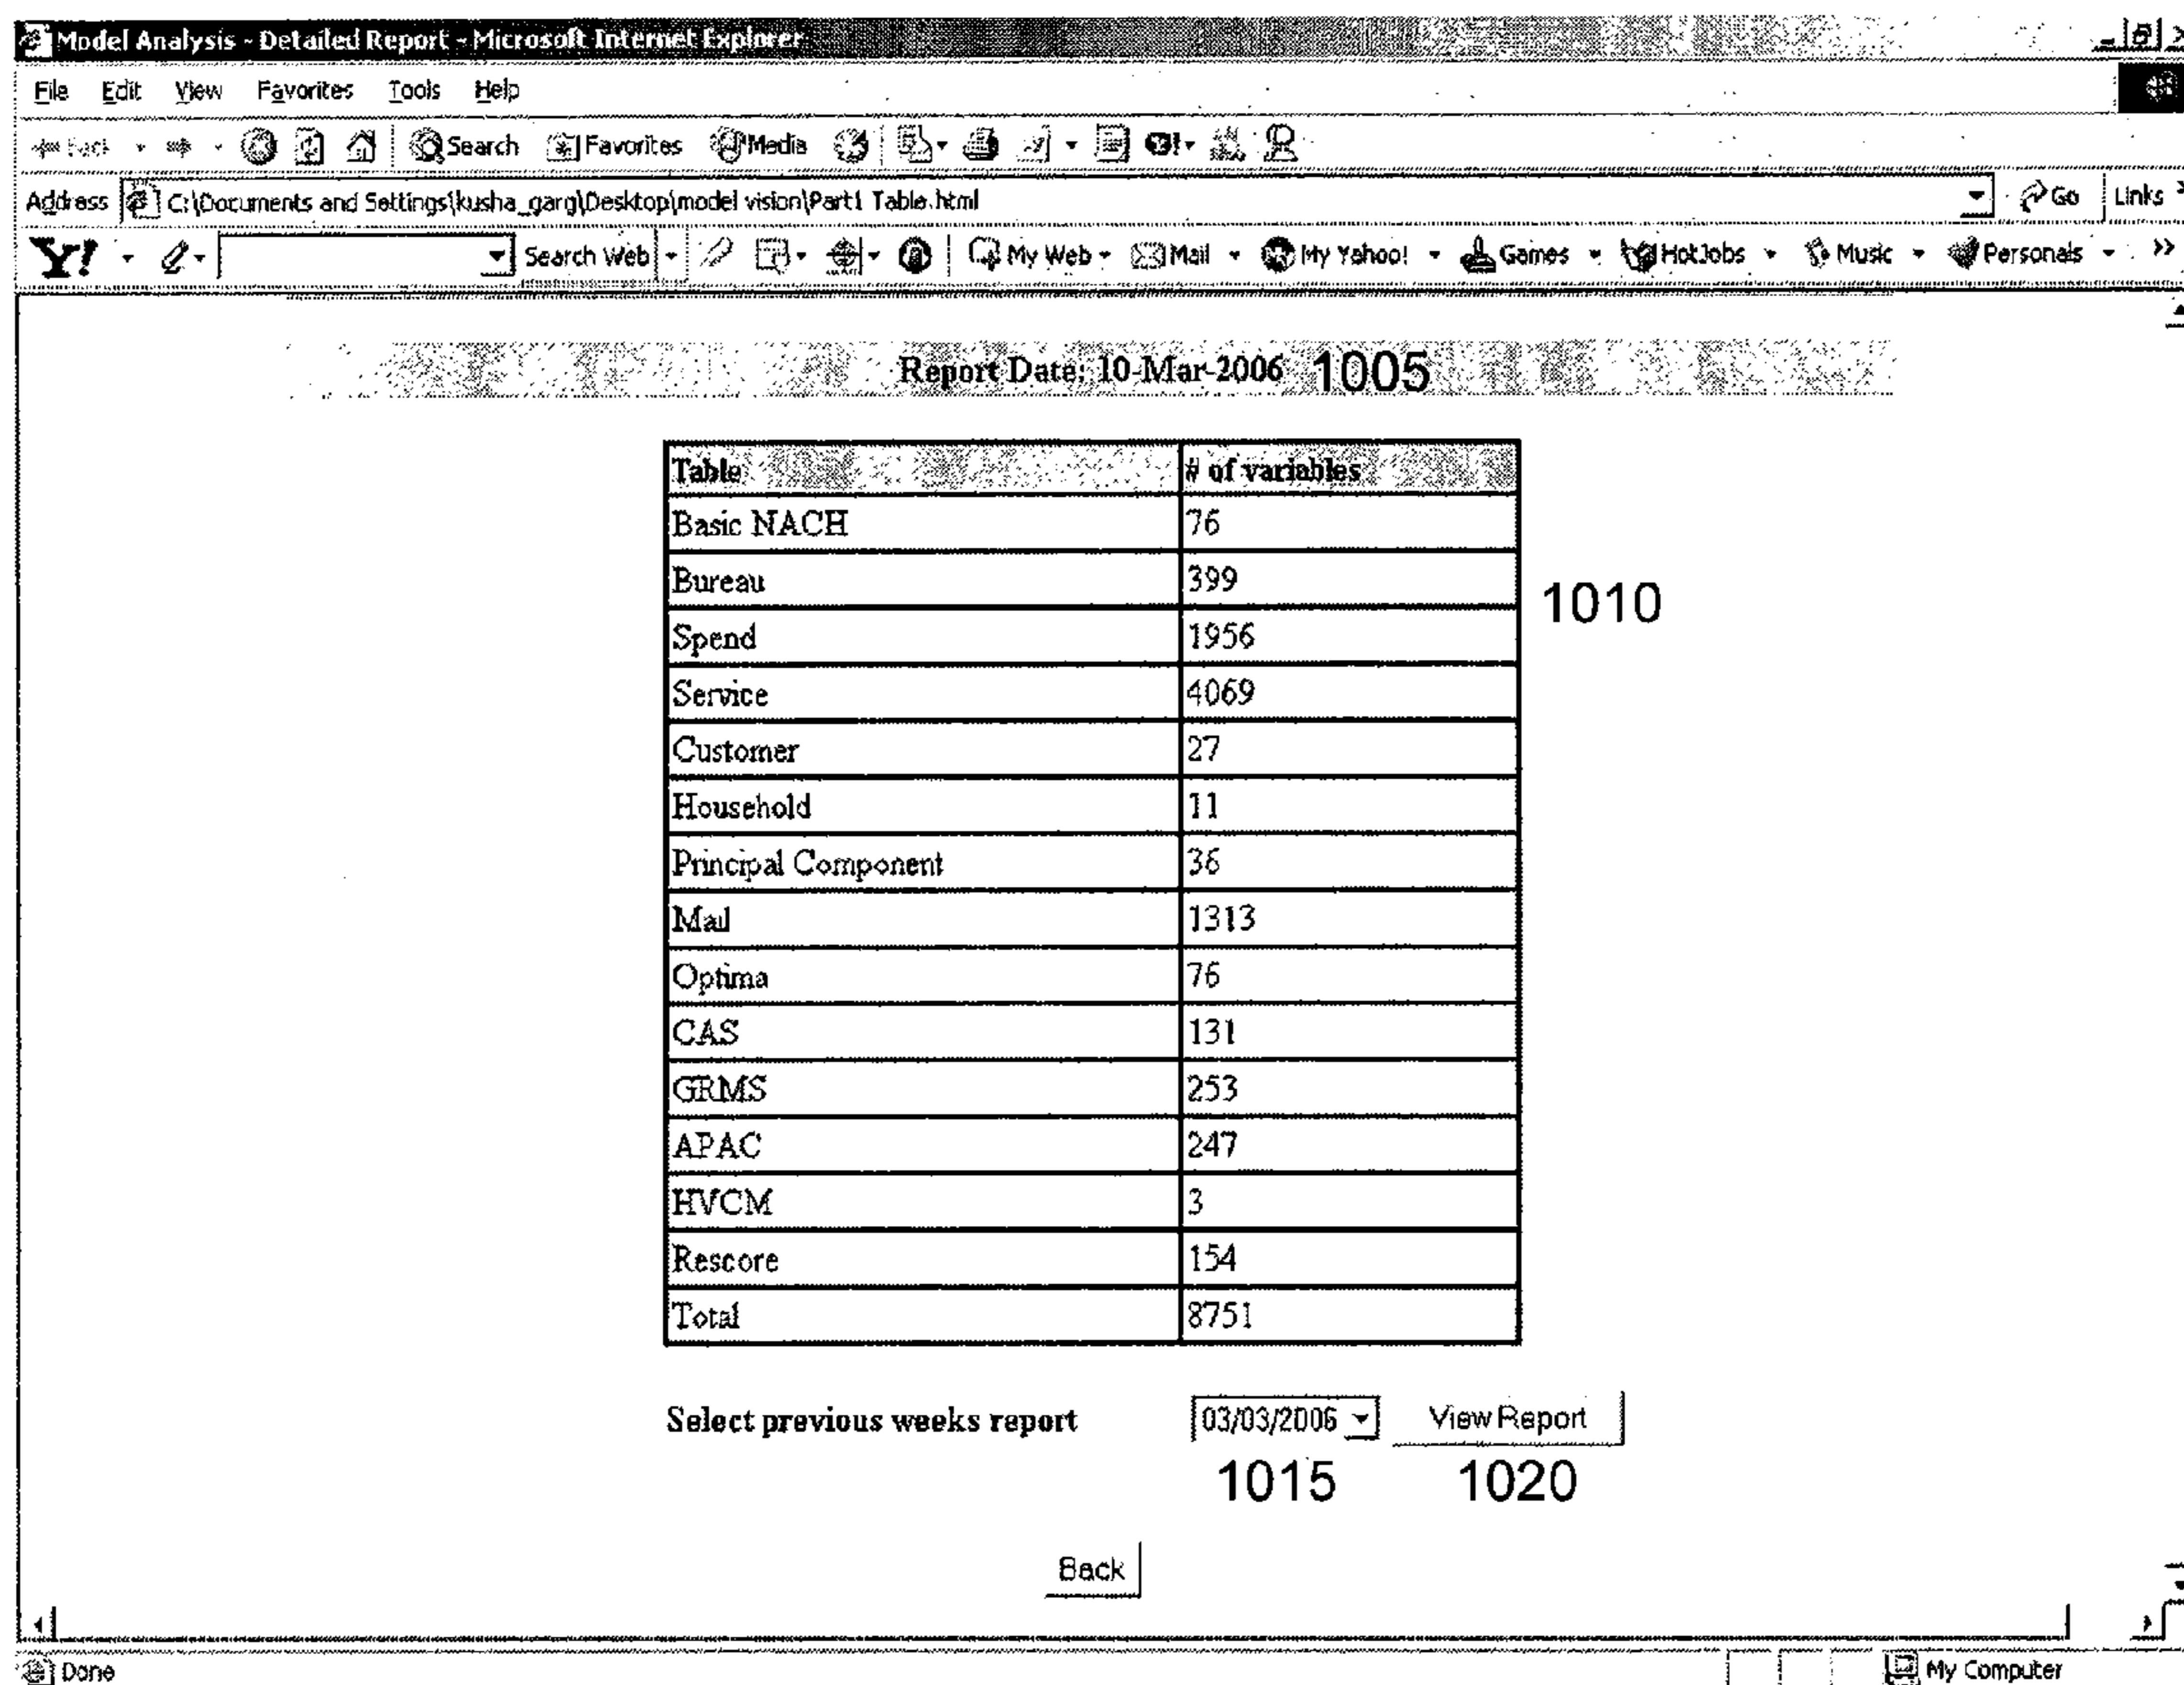 Model Analysis - Detailed Report - Microsoft Internet Explorer
File Edit View Favorites Tools Help
Back Search Favorites Media
Address C:\Documents and Settings\kusha_garg\Desktop\model vision\Part1 Table.html Go Links »
Y! Search Web My Web Mail My Yahoo! Games HotJobs Music Personals »
Report Date: 10-Mar-2006 1005
Table # of variables
Basic NACH 76
Bureau 399
1010
Spend 1956
Service 4069
Customer 27
Household 11
Principal Component 36
Mail 1313
Optima 76
CAS 131
GRMS 253
APAC 247
HVCM 3
Rescore 154
Total 8751
Select previous weeks report 03/03/2006 View Report
1015 1020
Back
Done My Computer